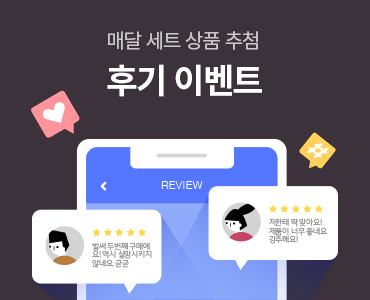 매달 세트 상품 추첨
후기 이벤트
REVIEW
저한테 딱 맞아요!
제품이 너무 좋네요
강추해요!
벌써 두번째 구매에
요! 역시 실망시키지
않네요 굳굳